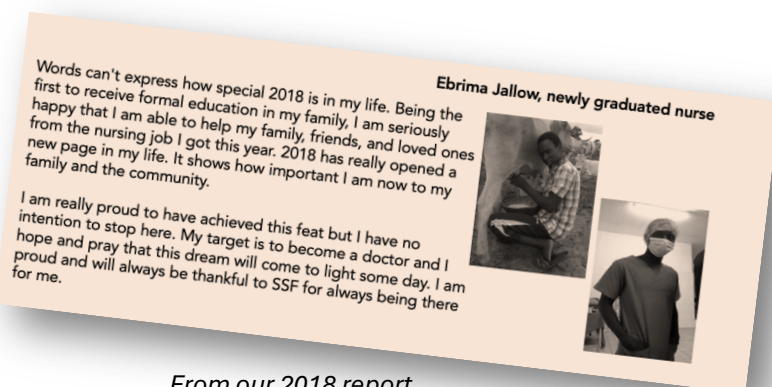 Ebrima Jallow, newly graduated nurse
Words can't express how special 2018 is in my life. Being the
first to receive formal education in my family, I am seriously
happy that I am able to help my family, friends, and loved ones
from the nursing job I got this year. 2018 has really opened a
new page in my life. It shows how important I am now to my
family and the community.
I am really proud to have achieved this feat but I have no
intention to stop here. My target is to become a doctor and I
hope and pray that this dream will come to light some day. I am
proud and will always be thankful to SSF for always being there
for me.
From our 2018 report